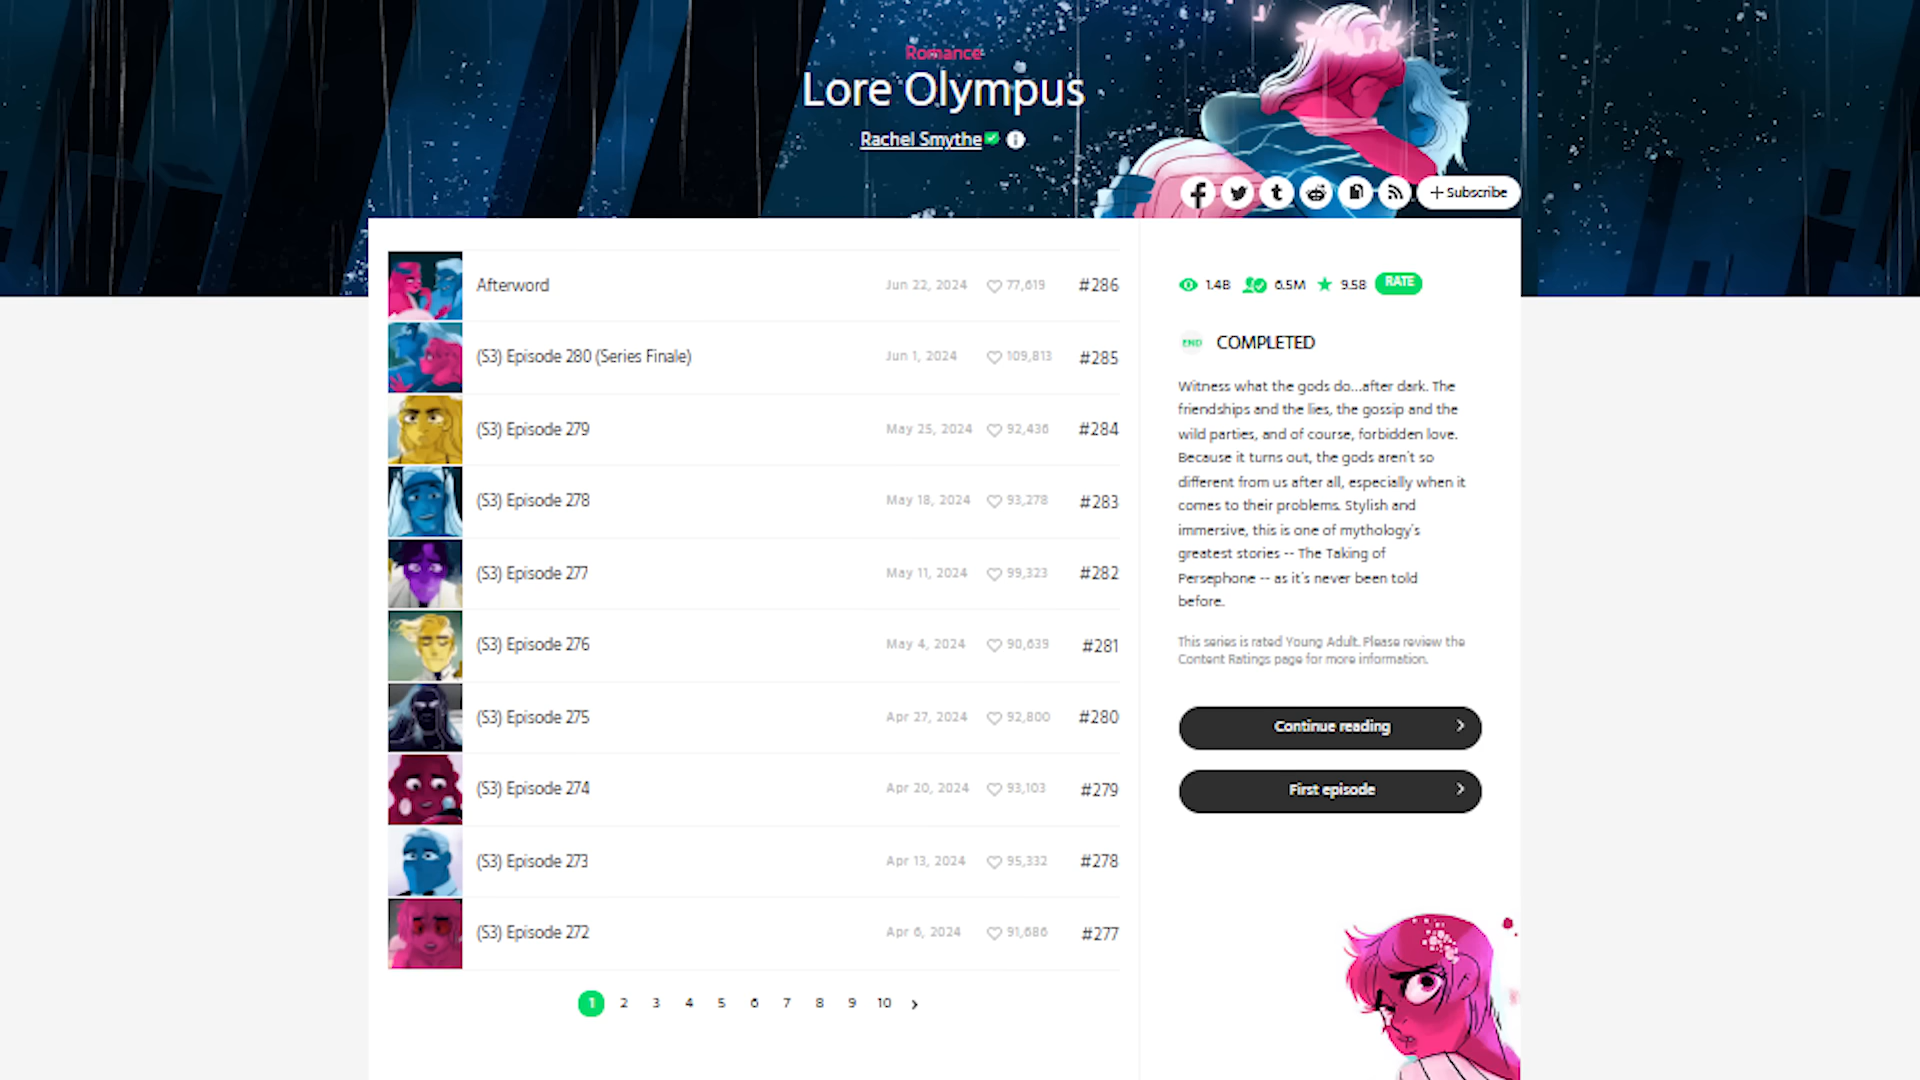 Romance
Lore Olympus
Rachel Smythe
+ Subscribe
Afterword Jun 22, 2024 77,619 #286
(S3) Episode 280 (Series Finale) Jun 1, 2024 109,813 #285
(S3) Episode 279 May 25, 2024 92,436 #284
(S3) Episode 278 May 18, 2024 93,278 #283
(S3) Episode 277 May 11, 2024 99,323 #282
(S3) Episode 276 May 4, 2024 90,639 #281
(S3) Episode 275 Apr 27, 2024 92,800 #280
(S3) Episode 274 Apr 20, 2024 93,103 #279
(S3) Episode 273 Apr 13, 2024 95,332 #278
(S3) Episode 272 Apr 6, 2024 91,686 #277
1 2 3 4 5 6 7 8 9 10 >
1.4B 6.5M 9.58 RATE
END COMPLETED
Witness what the gods do...after dark. The
friendships and the lies, the gossip and the
wild parties, and of course, forbidden love.
Because it turns out, the gods aren't so
different from us after all, especially when it
comes to their problems. Stylish and
immersive, this is one of mythology's
greatest stories -- The Taking of
Persephone -- as it's never been told
before.
This series is rated Young Adult. Please review the
Content Ratings page for more information.
Continue reading >
First episode >